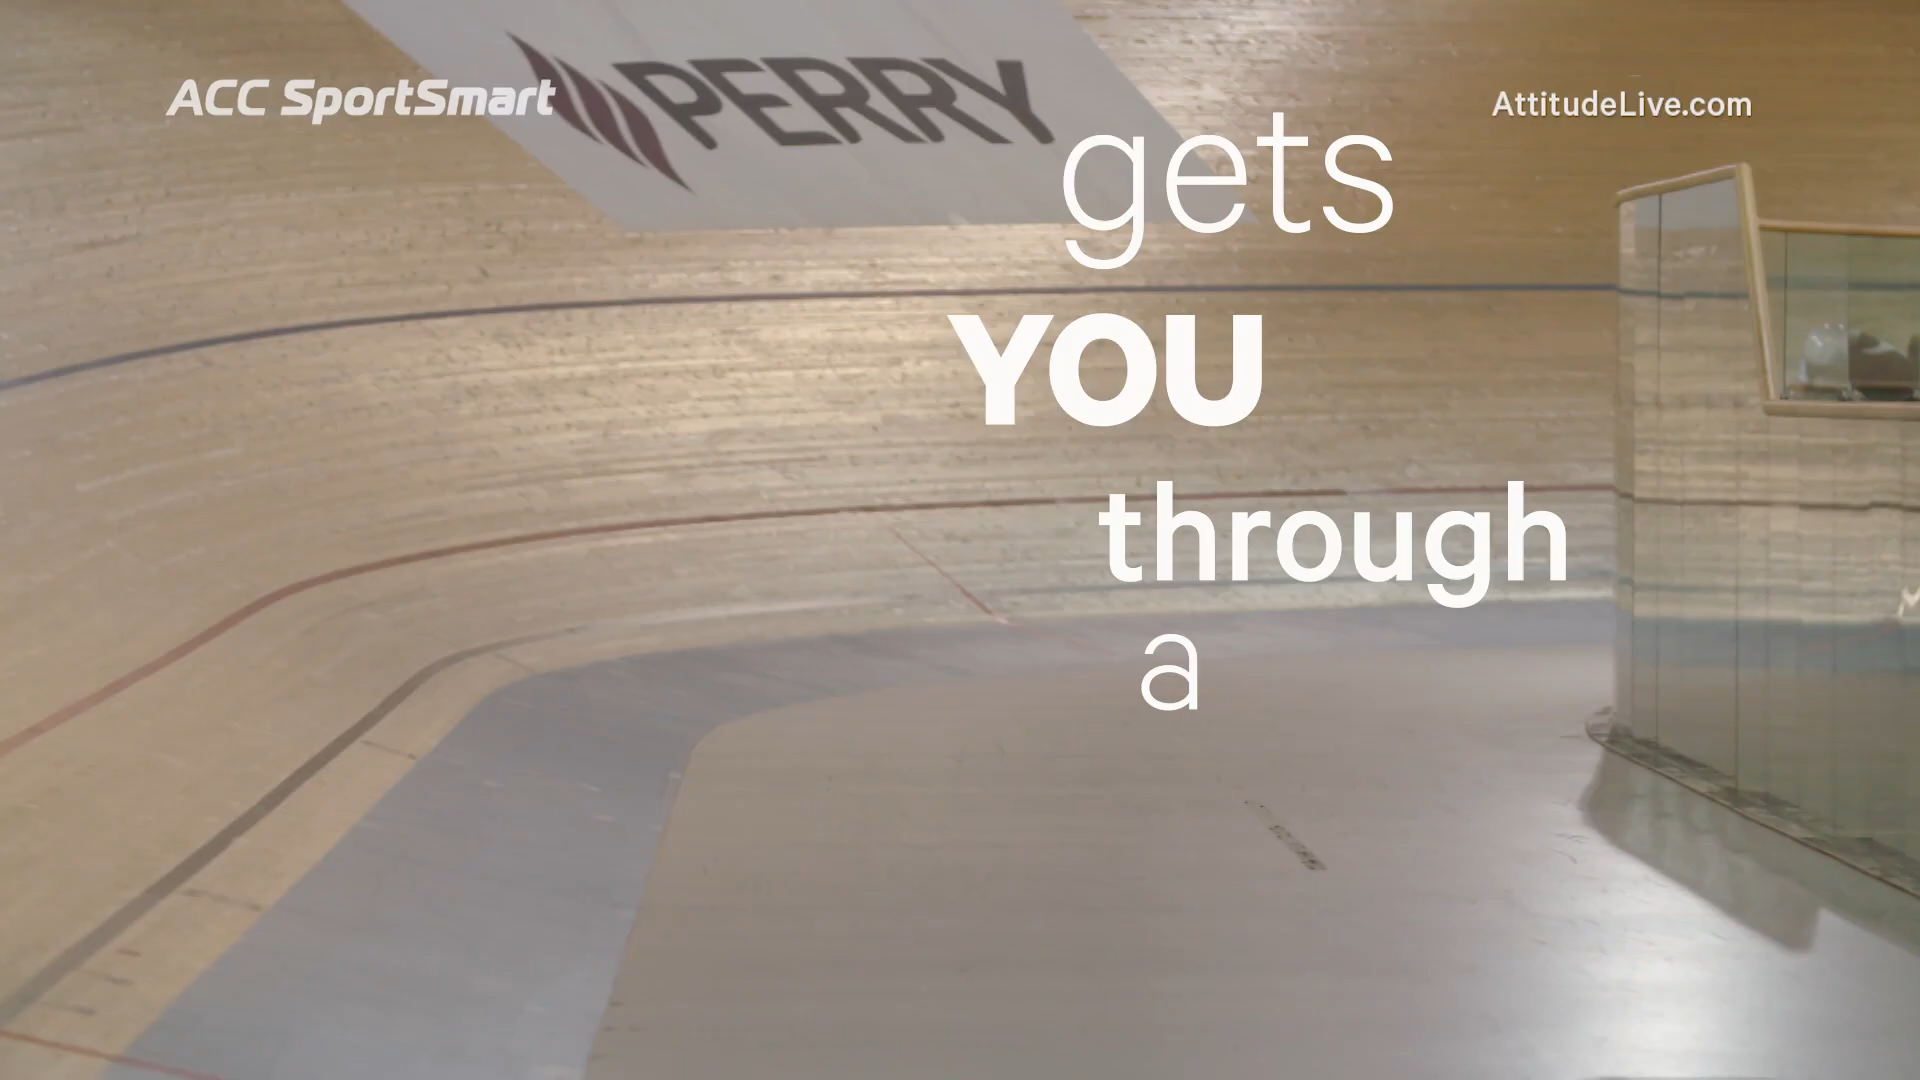 ACC SportSmart
PERRY
AttitudeLive.com
gets
YOU
through
a